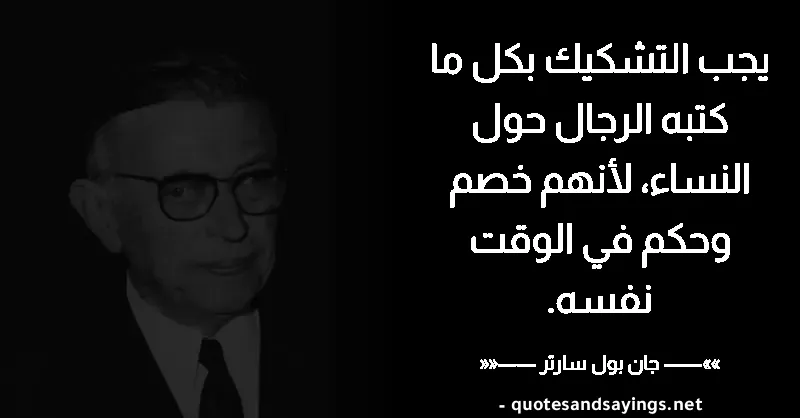 يجب التشكيك بكل ما
كتبه الرجال حول
النساء، لأنهم خصم
وحكم في الوقت
نفسه.
»»—— جان بول سارتر ——««
- quotesandsayings.net